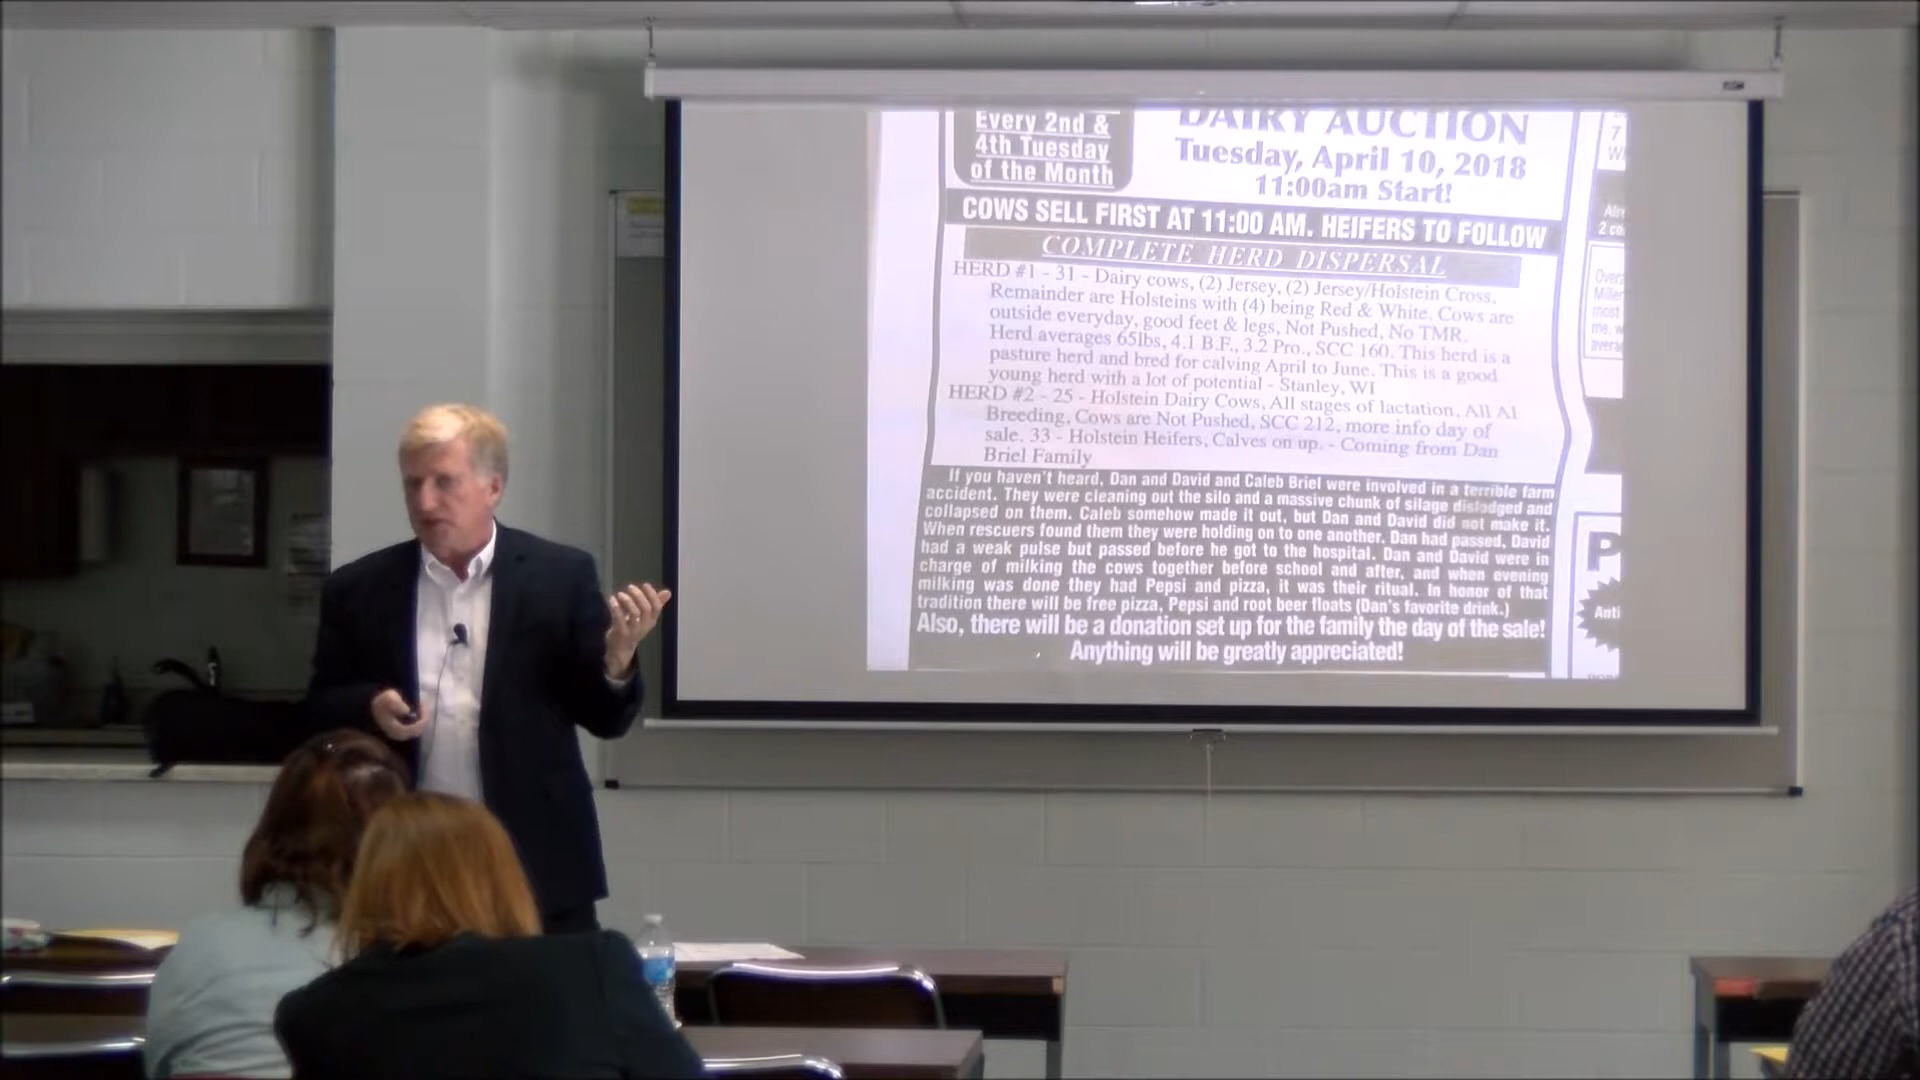 Every 2nd &
4th Tuesday
of the Month
DAIRY AUCTION
Tuesday, April 10, 2018
11:00am Start!
COWS SELL FIRST AT 11:00 AM. HEIFERS TO FOLLOW
COMPLETE HERD DISPERSAL
HERD #1 - 31 - Dairy cows, (2) Jersey, (2) Jersey/Holstein Cross,
Remainder are Holsteins with (4) being Red & White. Cows are
outside everyday, good feet & legs, Not Pushed, No TMR.
Herd averages 65lbs, 4.1 B.F., 3.2 Pro., SCC 160. This herd is a
pasture herd and bred for calving April to June. This is a good
young herd with a lot of potential - Stanley, WI
HERD #2 - 25 - Holstein Dairy Cows, All stages of lactation, All AI
Breeding, Cows are Not Pushed, SCC 212, more info day of
sale. 33 - Holstein Heifers, Calves on up. - Coming from Dan
Briel Family
If you haven't heard, Dan and David and Caleb Briel were involved in a terrible farm
accident. They were cleaning out the silo and a massive chunk of silage dislodged and
collapsed on them. Caleb somehow made it out, but Dan and David did not make it.
When rescuers found them they were holding on to one another. Dan had passed, David
had a weak pulse but passed before he got to the hospital. Dan and David were in
charge of milking the cows together before school and after, and when evening
milking was done they had Pepsi and pizza, it was their ritual. In honor of that
tradition there will be free pizza, Pepsi and root beer floats (Dan's favorite drink.)
Also, there will be a donation set up for the family the day of the sale!
Anything will be greatly appreciated!
7
2 co
most
me, w
P
Anti